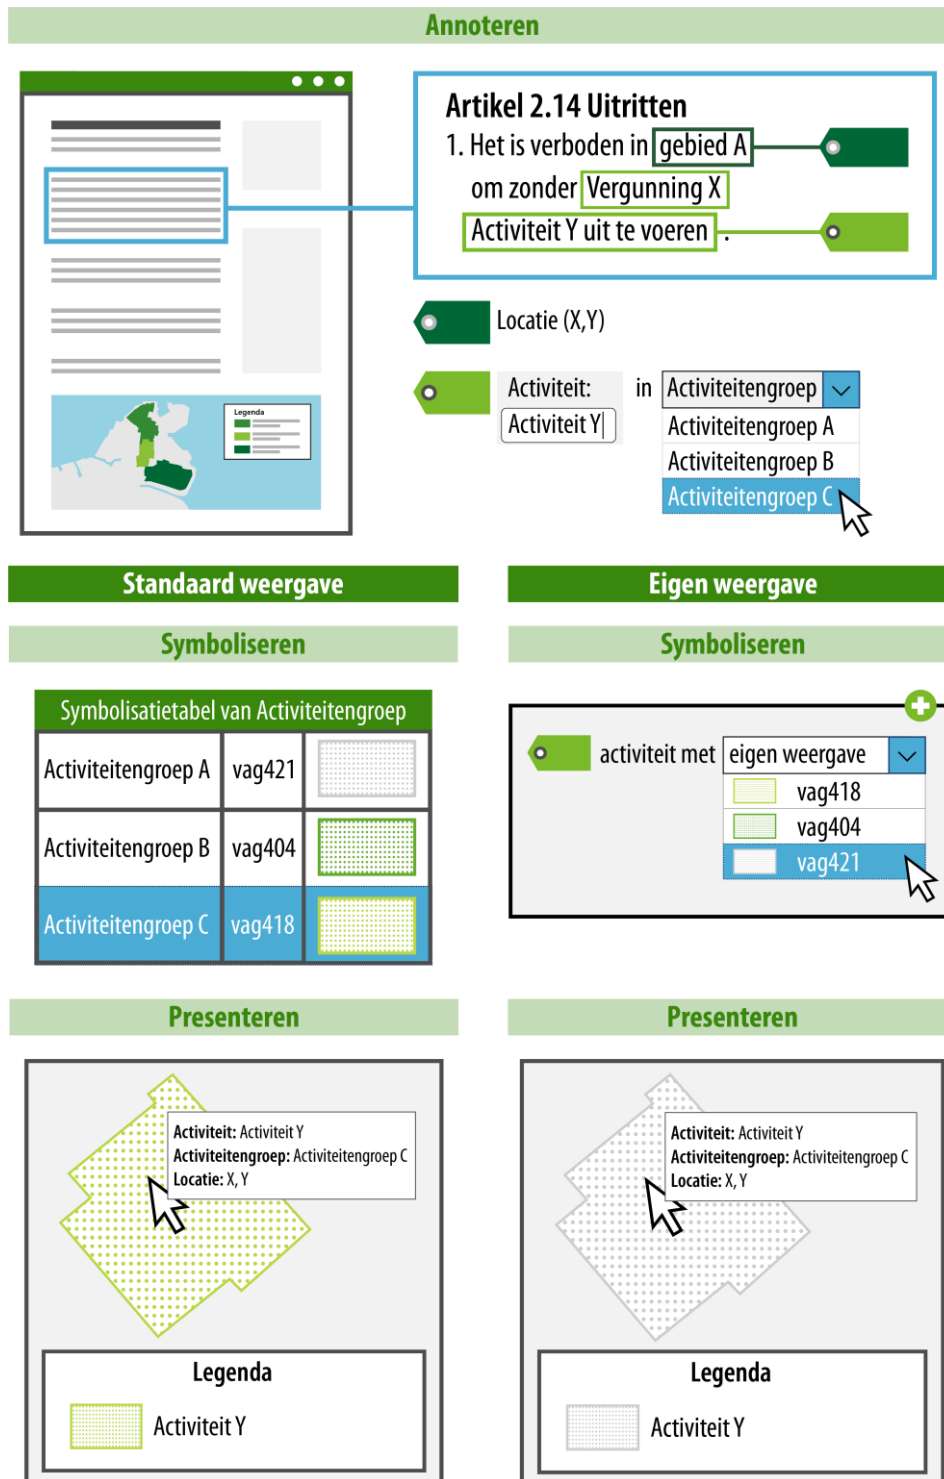 Annoteren
Artikel 2.14 Uitritten
1. Het is verboden in gebied A
om zonder Vergunning X
Activiteit Y uit te voeren .
Legenda
Locatie (X,Y)
Activiteit: in Activiteitengroep
Activiteit Y
Activiteitengroep A
Activiteitengroep B
Activiteitengroep C
Standaard weergave
Symboliseren
Symbolisatietabel van Activiteitengroep
Activiteitengroep A vag421
Activiteitengroep B vag404
Activiteitengroep C vag418
Eigen weergave
Symboliseren
activiteit met eigen weergave
vag418
vag404
vag421
Presenteren
Activiteit: Activiteit Y
Activiteitengroep: Activiteitengroep C
Locatie: X, Y
Legenda
Activiteit Y
Presenteren
Activiteit: Activiteit Y
Activiteitengroep: Activiteitengroep C
Locatie: X, Y
Legenda
Activiteit Y